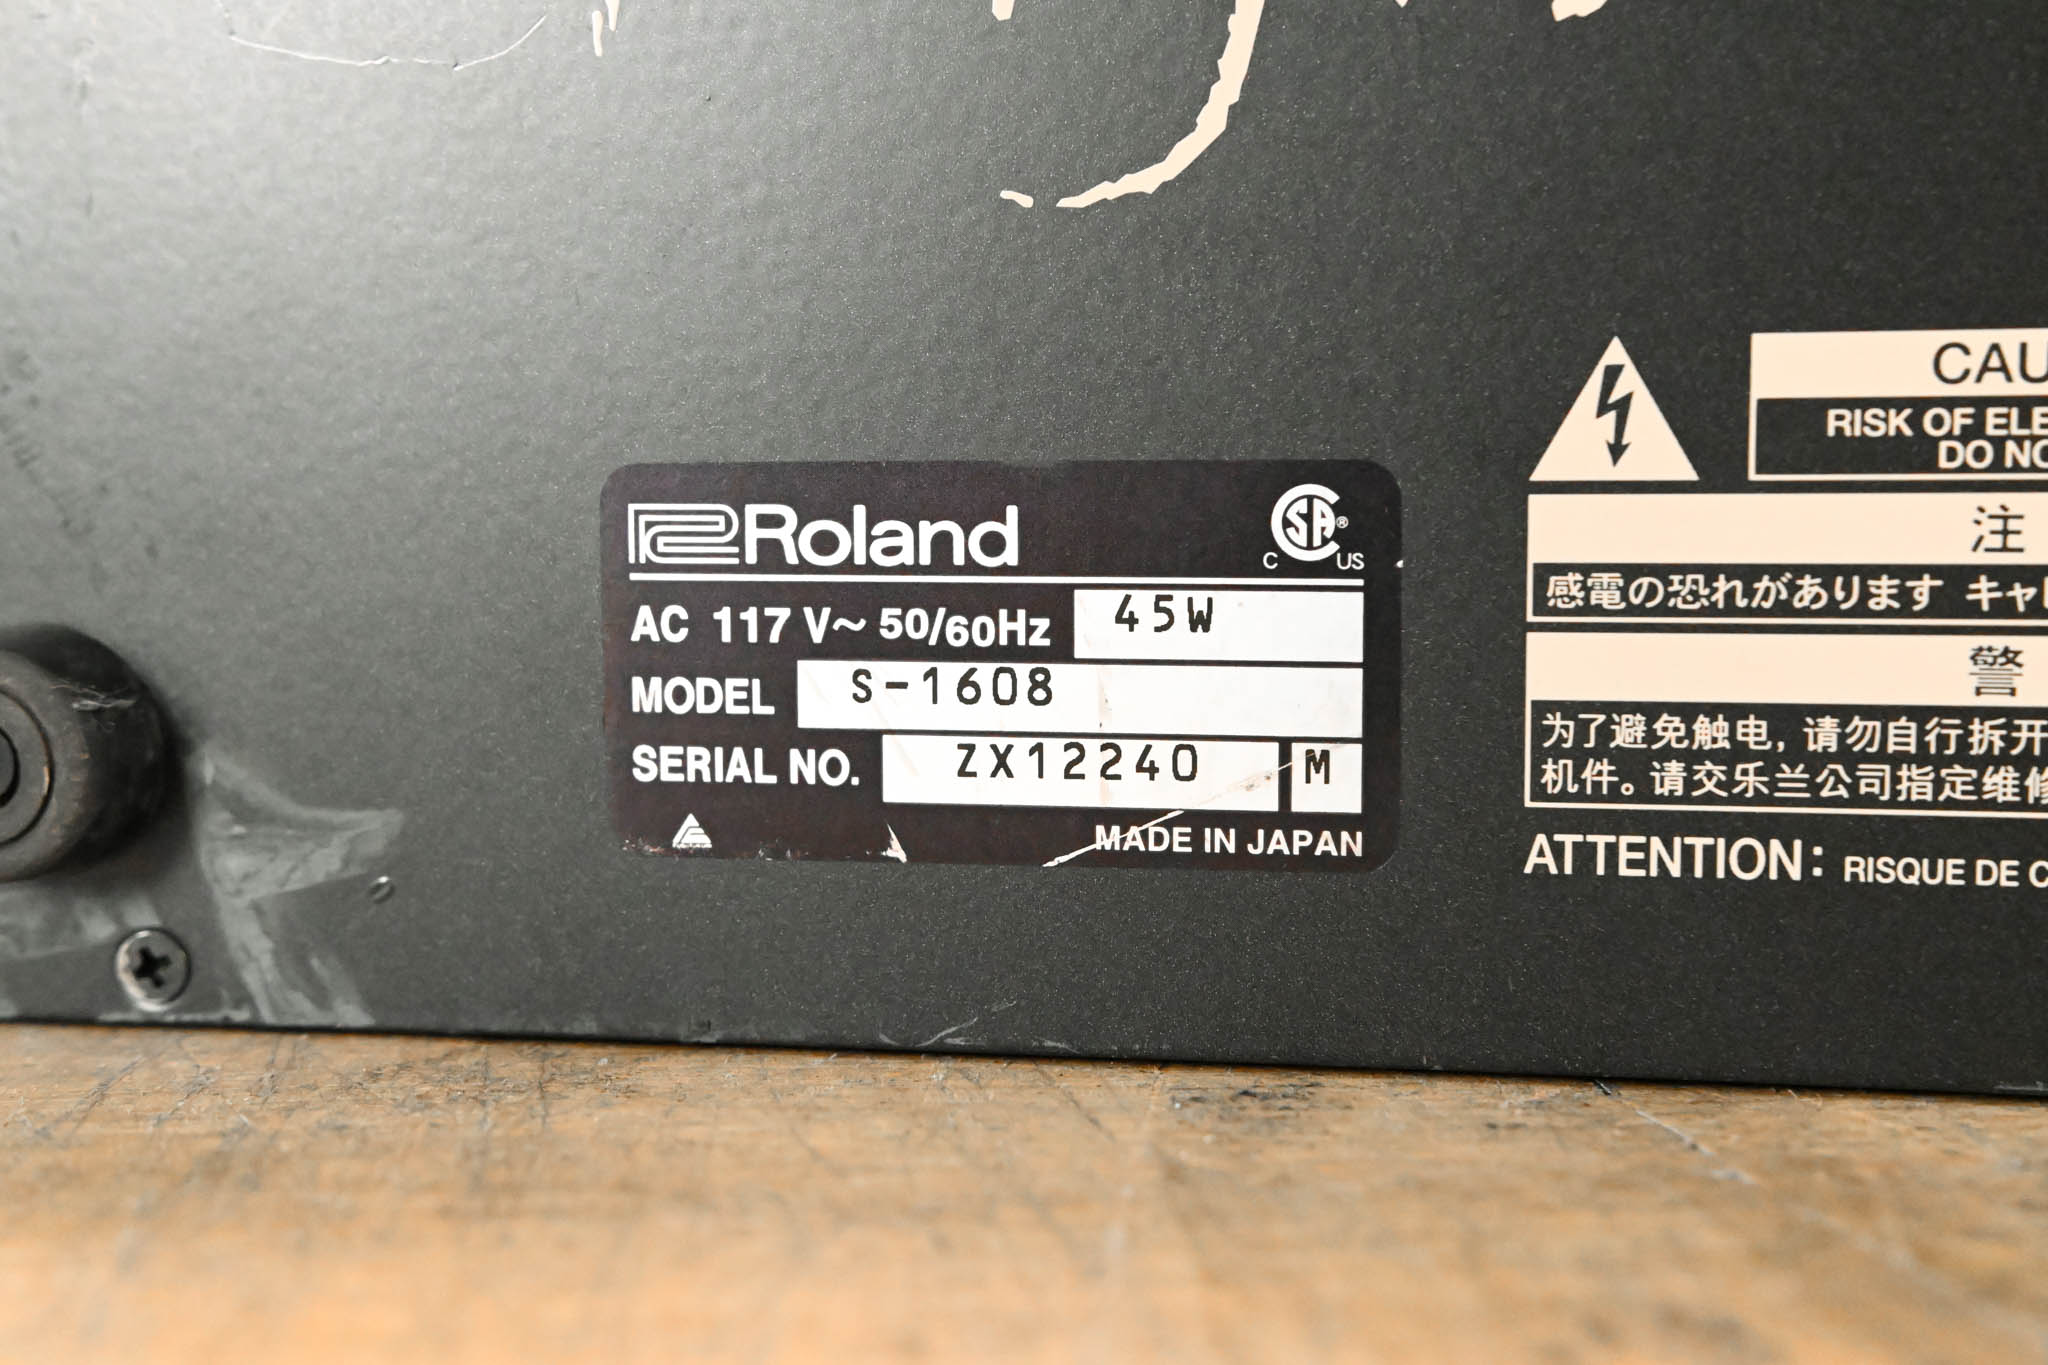 Roland
CSA®
C US
AC 117 V~ 50/60Hz 45W
MODEL S-1608
SERIAL NO. ZX12240 M
MADE IN JAPAN
CAU
RISK OF ELE
DO NO
注
感電の恐れがあります キャ
警
为了避免触电，请勿自行拆开
机件。请交乐兰公司指定维修
ATTENTION: RISQUE DE C